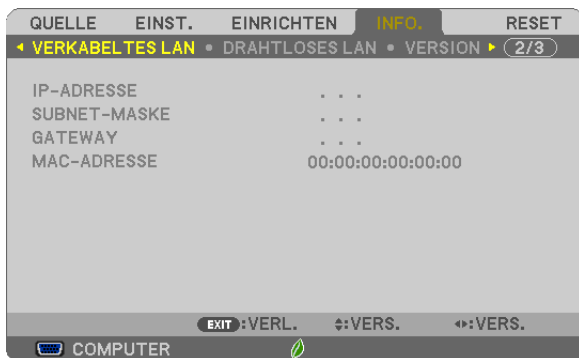 QUELLE EINST. EINRICHTEN INFO. RESET
VERKABELTES LAN • DRAHTLOSES LAN • VERSION 2/3
IP-ADRESSE . . .
SUBNET-MASKE . . .
GATEWAY . . .
MAC-ADRESSE 00:00:00:00:00:00
EXIT :VERL. :VERS. :VERS.
COMPUTER